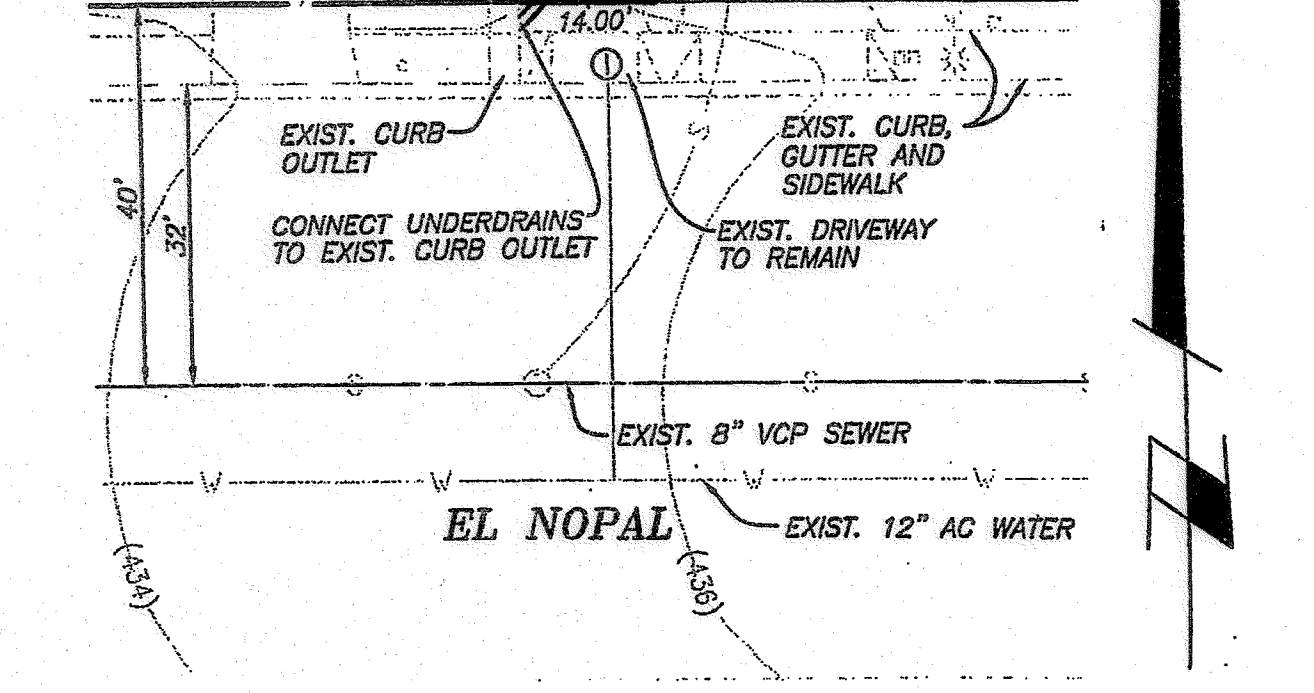 14.00'
1
EXIST. CURB
OUTLET
EXIST. CURB,
GUTTER AND
SIDEWALK
40'
32'
CONNECT UNDERDRAINS
TO EXIST. CURB OUTLET
EXIST. DRIVEWAY
TO REMAIN
S
S
S
EXIST. 8" VCP SEWER
W
W
W
W
EL NOPAL
EXIST. 12" AC WATER
(434)
(436)
N